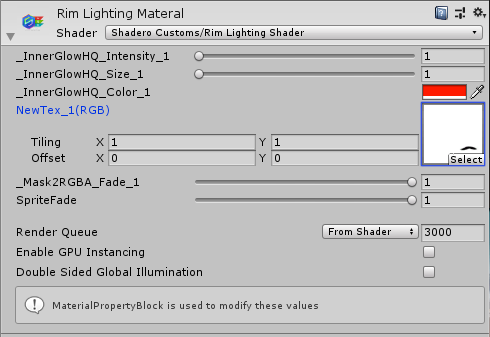 Rim Lighting Materal
Shader Shadero Customs/Rim Lighting Shader
_InnerGlowHQ_Intensity_1 1
_InnerGlowHQ_Size_1 1
_InnerGlowHQ_Color_1
NewTex_1(RGB)
Tiling X 1 Y 1
Offset X 0 Y 0
Select
_Mask2RGBA_Fade_1 1
SpriteFade 1
Render Queue From Shader 3000
Enable GPU Instancing
Double Sided Global Illumination
MaterialPropertyBlock is used to modify these values